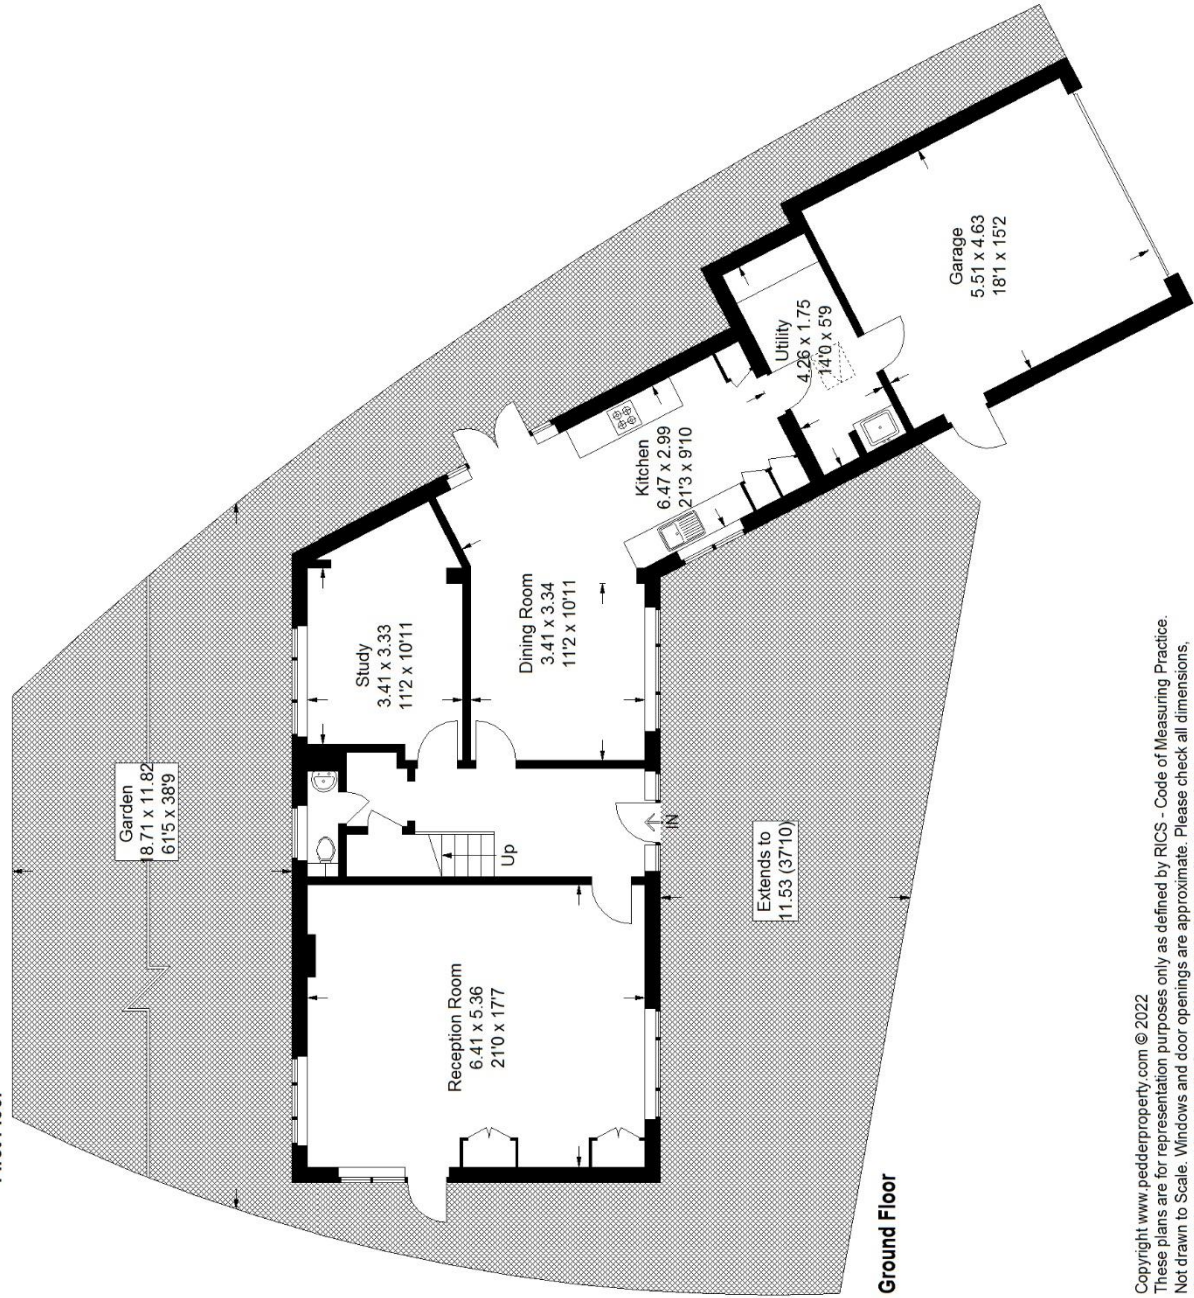 Garden
18.71 x 11.82
61'5 x 38'9
Study
3.41 x 3.33
11'2 x 10'11
Dining Room
3.41 x 3.34
11'2 x 10'11
Kitchen
6.47 x 2.99
21'3 x 9'10
Utility
4.26 x 1.75
14'0 x 5'9
Garage
5.51 x 4.63
18'1 x 15'2
Reception Room
6.41 x 5.36
21'0 x 17'7
Up
IN
Extends to
11.53 (37'10)
Ground Floor
Copyright www.pedderproperty.com © 2022
These plans are for representation purposes only as defined by RICS - Code of Measuring Practice.
Not drawn to Scale. Windows and door openings are approximate. Please check all dimensions,